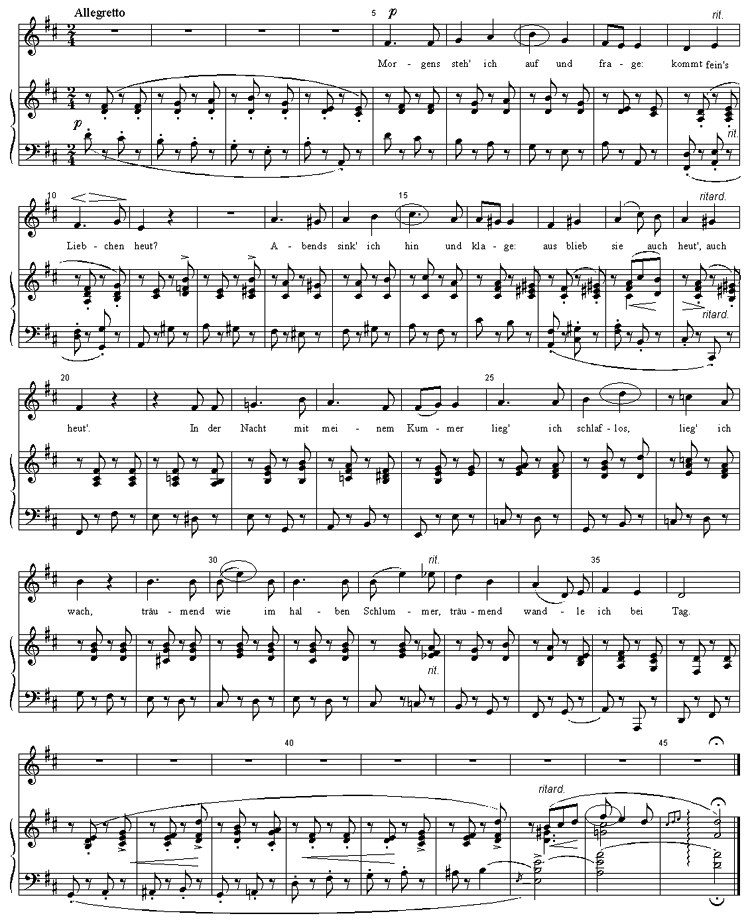 Allegretto
5 p rit.
Mor- gens steh' ich auf und fra- ge: kommt fein's
p rit.
10 15 ritard.
Lieb- chen heut? A- bends sink' ich hin und kla- ge: aus blieb sie auch heut', auch
ritard.
20 25
heut'. In der Nacht mit mei- nem Kum- mer lieg' ich schlaf-los, lieg' ich
30 rit. 35
wach, träu- mend wie im hal- ben Schlum- mer, träu-mend wand- le ich bei Tag.
rit.
40 45
ritard.